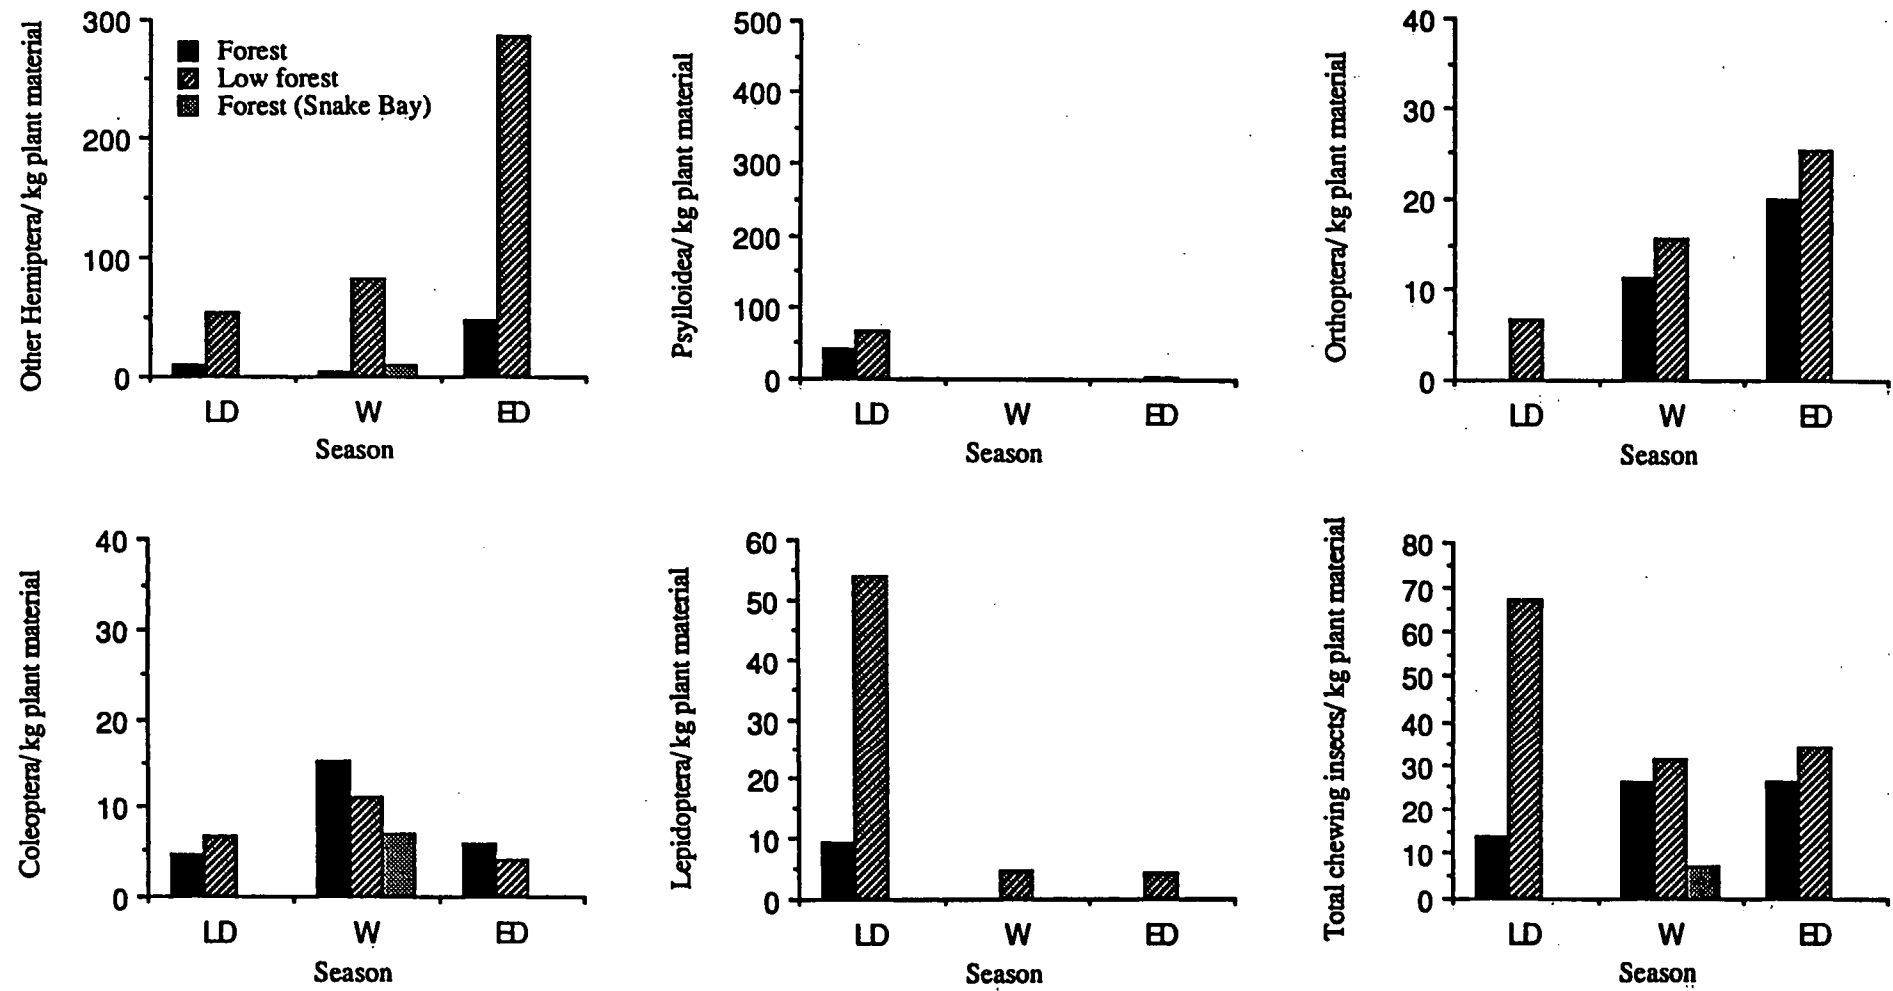 Other Hemiptera/ kg plant material
300
200
100
0
Forest
Low forest
Forest (Snake Bay)
LD W ED
Season
Psylloidea/ kg plant material
500
400
300
200
100
0
LD W ED
Season
Orthoptera/ kg plant material
40
30
20
10
0
LD W ED
Season
Coleoptera/ kg plant material
40
30
20
10
0
LD W ED
Season
Lepidoptera/ kg plant material
60
50
40
30
20
10
0
LD W ED
Season
Total chewing insects/ kg plant material
80
70
60
50
40
30
20
10
0
LD W ED
Season